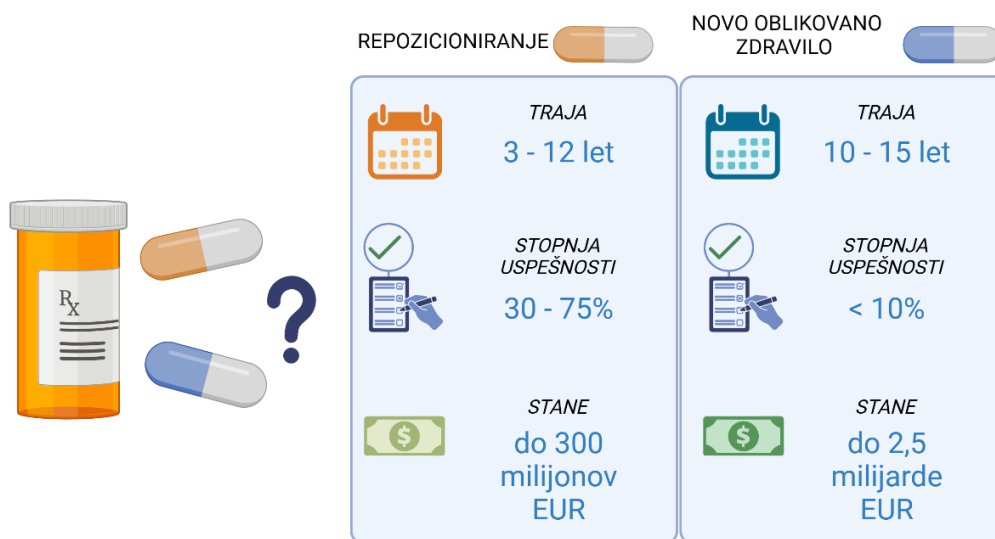 REPOZICIONIRANJE
NOVO OBLIKOVANO
ZDRAVILO
TRAJA
3 - 12 let
TRAJA
10 - 15 let
STOPNJA
USPEŠNOSTI
30 - 75%
STOPNJA
USPEŠNOSTI
< 10%
STANE
do 300
milijonov
EUR
STANE
do 2,5
milijarde
EUR
Rx
?
$
$